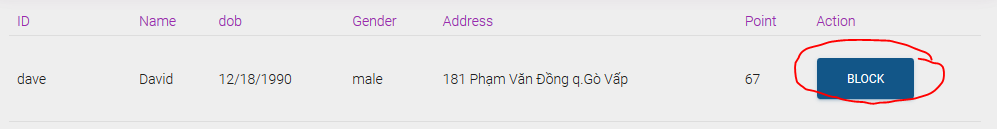 ID Name dob Gender Address Point Action
dave David 12/18/1990 male 181 Phạm Văn Đồng q.Gò Vấp 67 BLOCK